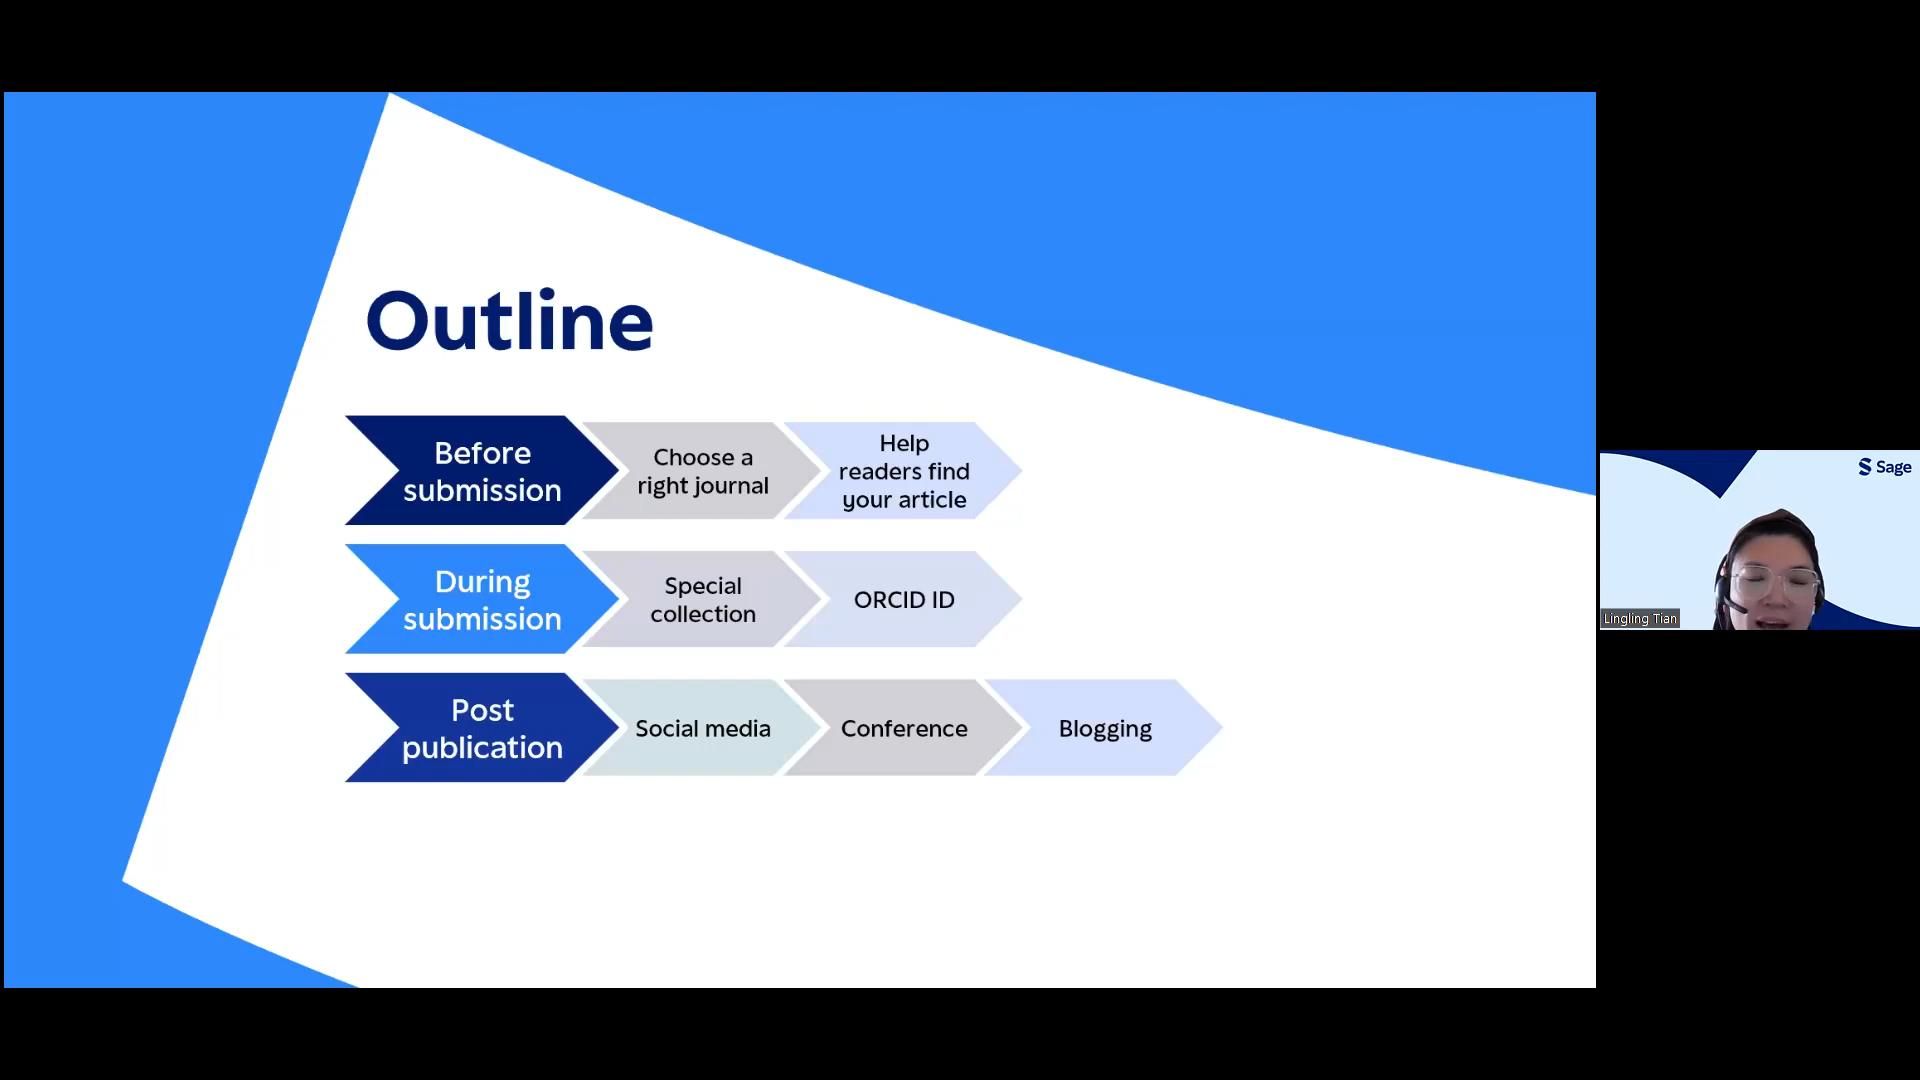 Outline
Before
submission
Choose a
right journal
Help
readers find
your article
During
submission
Special
collection
ORCID ID
Post
publication
Social media
Conference
Blogging
Sage
Lingling Tian